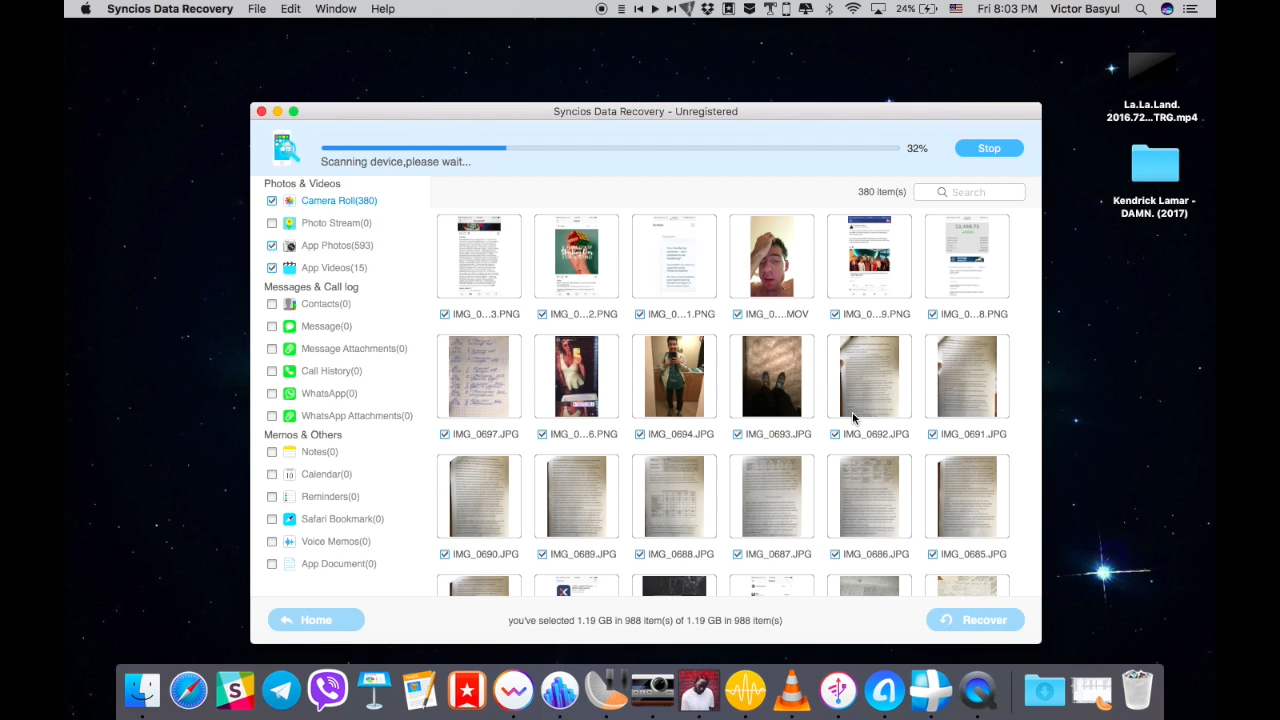 Syncios Data Recovery File Edit Window Help 24% Fri 8:03 PM Victor Basyul
La.La.Land.
2016.72...TRG.mp4
Kendrick Lamar -
DAMN. (2017)
Syncios Data Recovery - Unregistered
32% Stop
Scanning device,please wait...
380 item(s) Search
Photos & Videos
Camera Roll(380)
Photo Stream(0)
App Photos(593)
App Videos(15)
Messages & Call log
Contacts(0)
Message(0)
Message Attachments(0)
Call History(0)
WhatsApp(0)
WhatsApp Attachments(0)
Memos & Others
Notes(0)
Calendar(0)
Reminders(0)
Safari Bookmark(0)
Voice Memos(0)
App Document(0)
IMG_0...3.PNG IMG_0...2.PNG IMG_0...1.PNG IMG_0....MOV IMG_0...9.PNG IMG_0...8.PNG
IMG_0697.JPG IMG_0...6.PNG IMG_0694.JPG IMG_0693.JPG IMG_0692.JPG IMG_0691.JPG
IMG_0690.JPG IMG_0689.JPG IMG_0688.JPG IMG_0687.JPG IMG_0686.JPG IMG_0685.JPG
Home you've selected 1.19 GB in 988 item(s) of 1.19 GB in 988 item(s) Recover